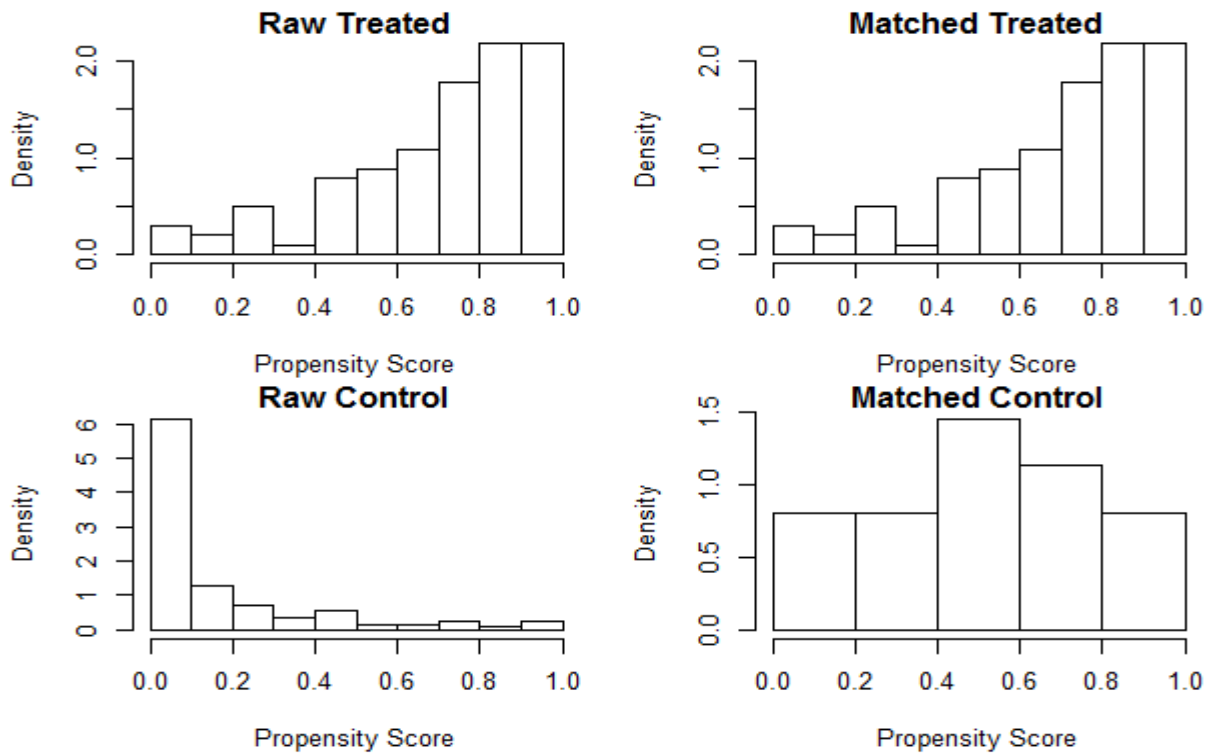 Raw Treated
Density
0.0 1.0 2.0
0.0 0.2 0.4 0.6 0.8 1.0
Propensity Score
Matched Treated
Density
0.0 1.0 2.0
0.0 0.2 0.4 0.6 0.8 1.0
Propensity Score
Raw Control
Density
0 1 2 3 4 5 6
0.0 0.2 0.4 0.6 0.8 1.0
Propensity Score
Matched Control
Density
0.0 0.5 1.0 1.5
0.0 0.2 0.4 0.6 0.8 1.0
Propensity Score